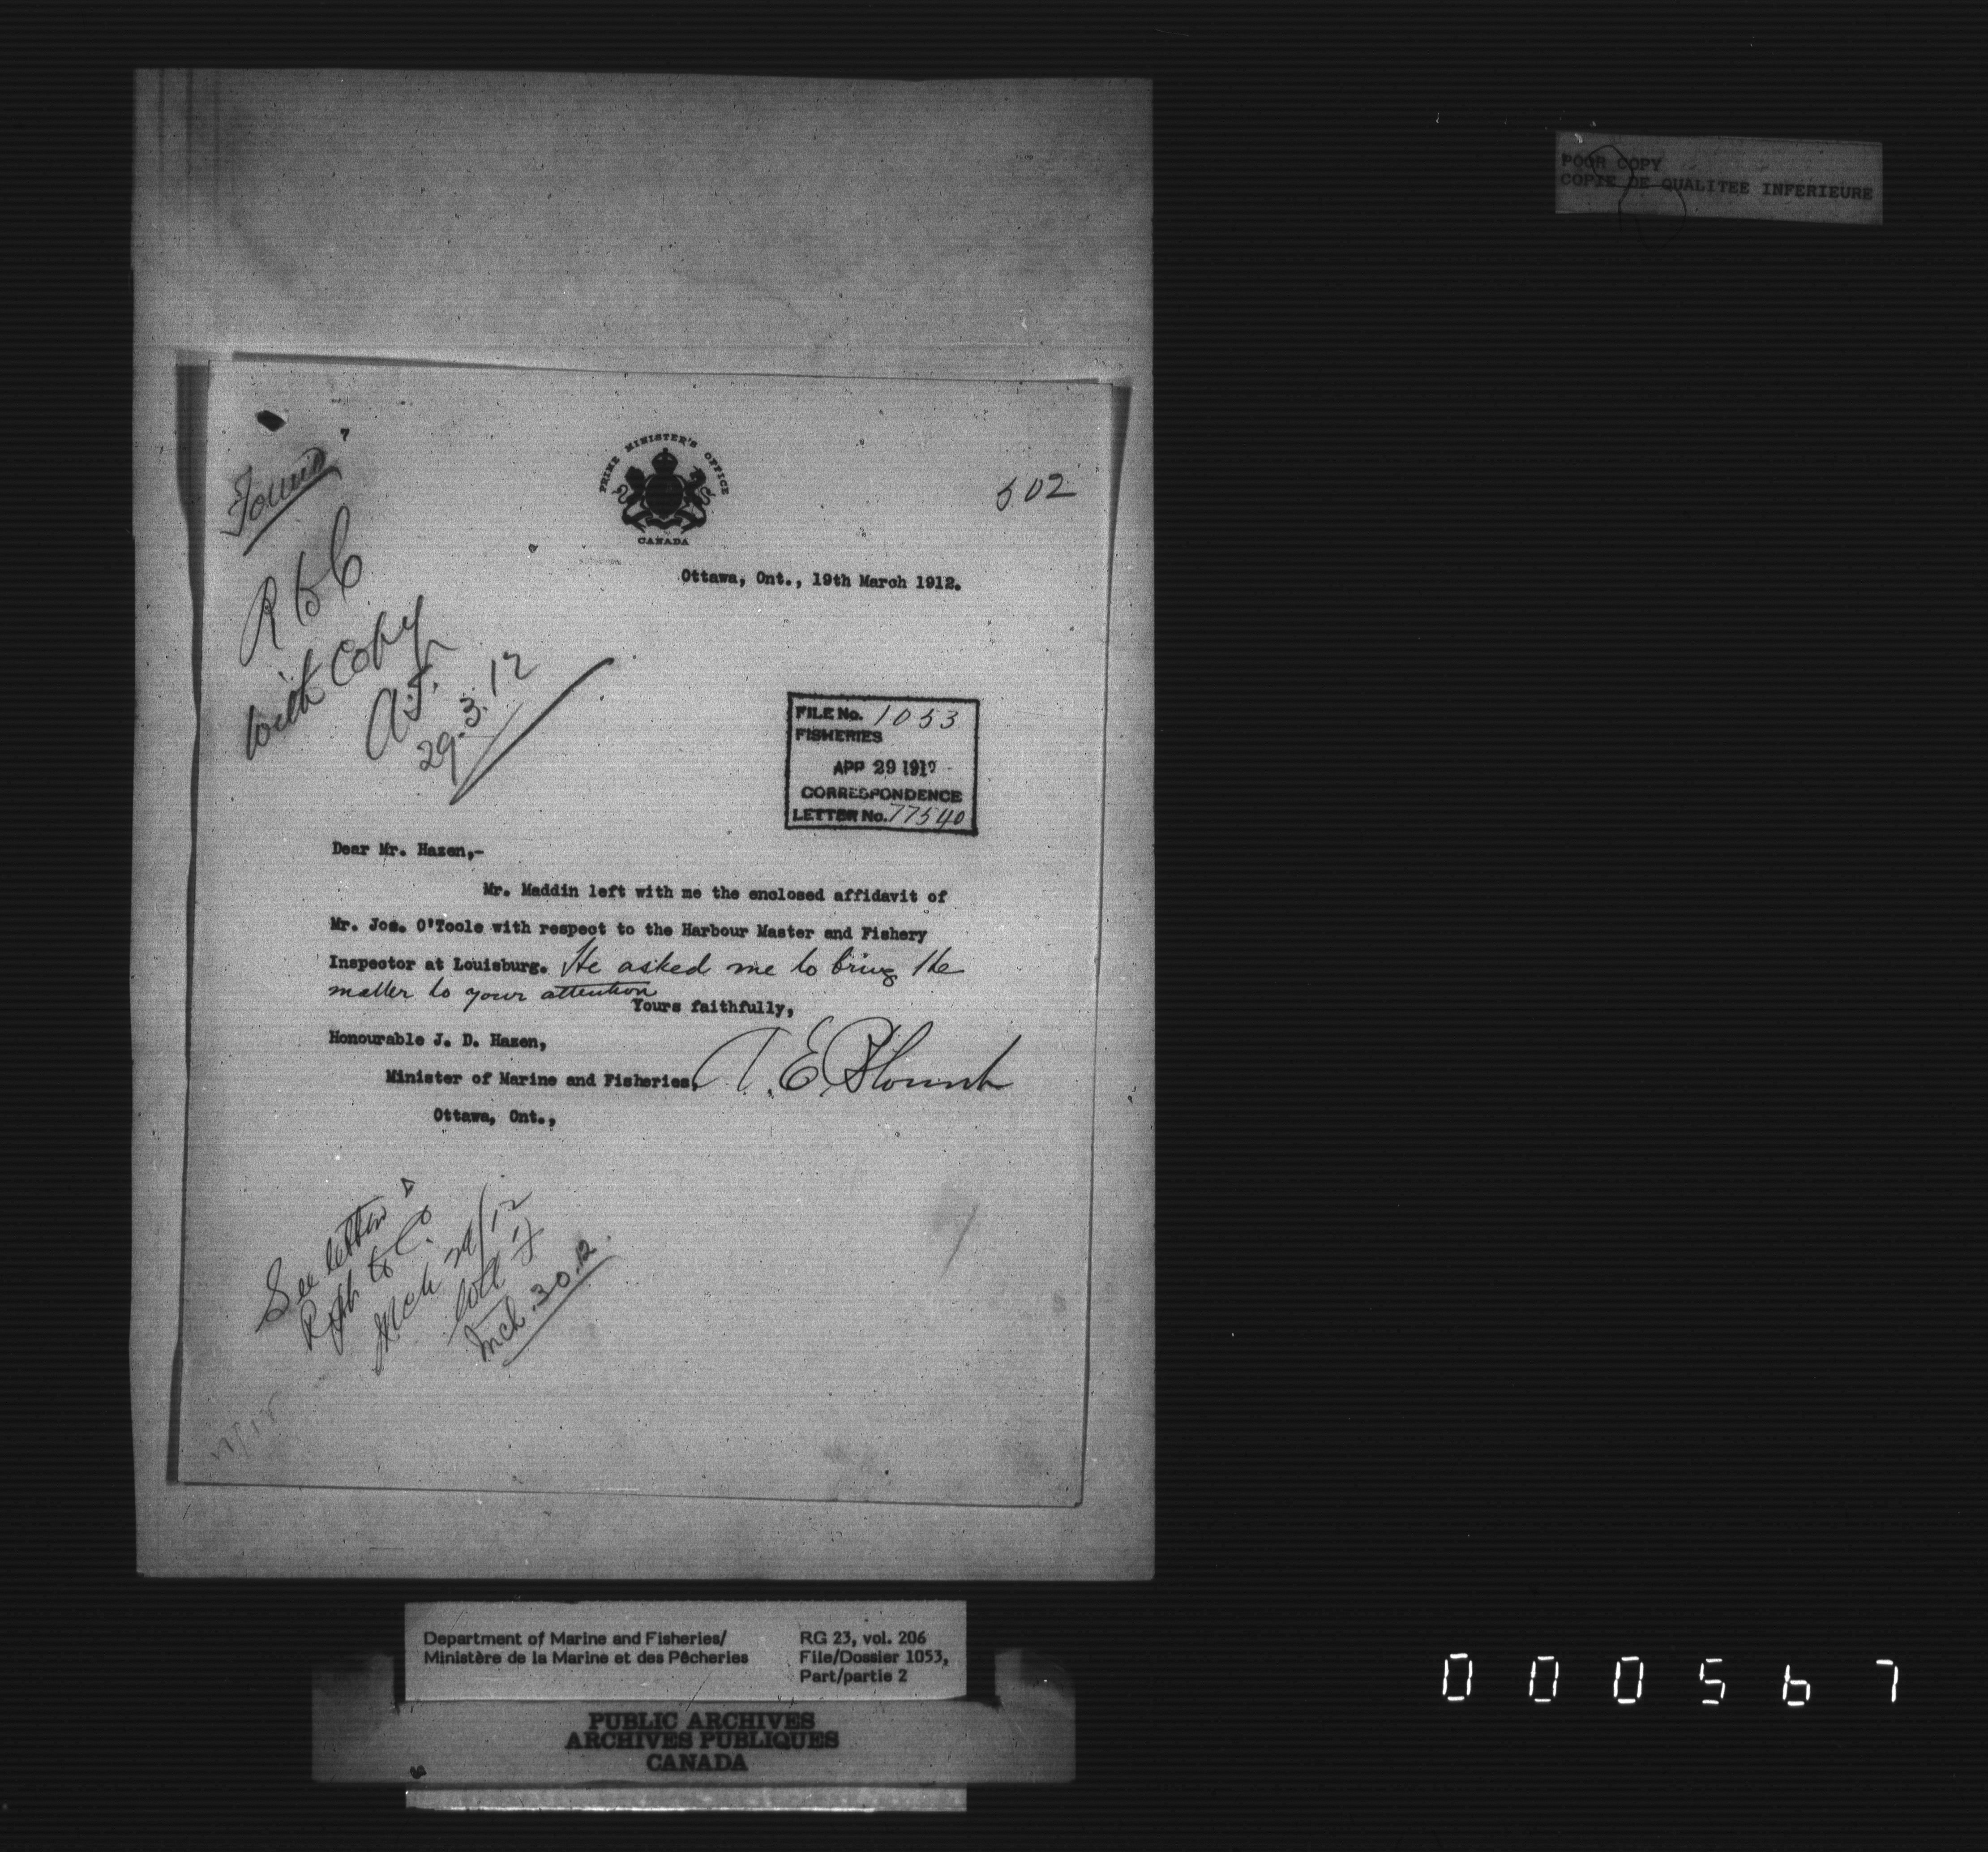 POOR COPY
COPIE DE QUALITEE INFERIEURE
PRIME MINISTER'S OFFICE
CANADA
502
Ottawa, Ont., 19th March 1912.
with copy
29.3.12
FILE No. 1053
FISHERIES
APR 29 1912
CORRESPONDENCE
LETTER No. 77540
Dear Mr. Hazen,-
Mr. Maddin left with me the enclosed affidavit of
Mr. Jos. O'Toole with respect to the Harbour Master and Fishery
Inspector at Louisburg. He asked me to bring the
matter to your attention
Yours faithfully,
Honourable J. D. Hazen,
Minister of Marine and Fisheries,
Ottawa, Ont.,
See letter
Mch. 30.12.
Department of Marine and Fisheries/
Ministère de la Marine et des Pêcheries
RG 23, vol. 206
File/Dossier 1053,
Part/partie 2
PUBLIC ARCHIVES
ARCHIVES PUBLIQUES
CANADA
000567